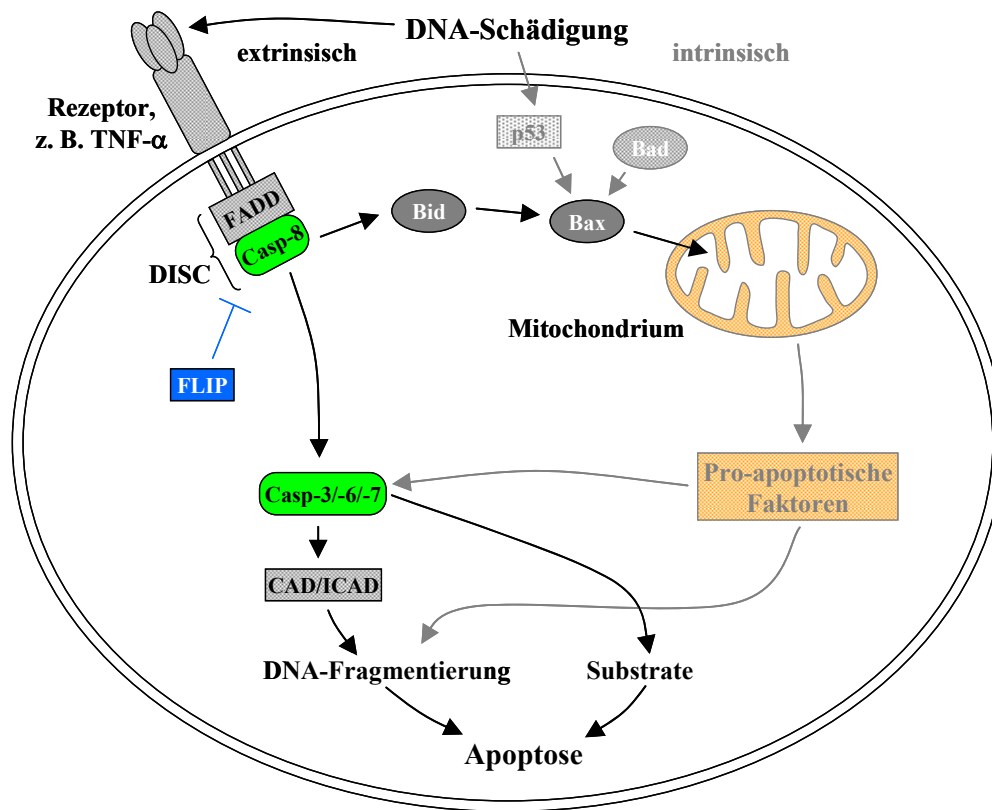 DNA-Schädigung
extrinsisch
intrinsisch
Rezeptor,
z. B. TNF-α
p53
Bad
FADD
Casp-8
Bid
Bax
DISC
Mitochondrium
FLIP
Casp-3/-6/-7
Pro-apoptotische
Faktoren
CAD/ICAD
DNA-Fragmentierung
Substrate
Apoptose